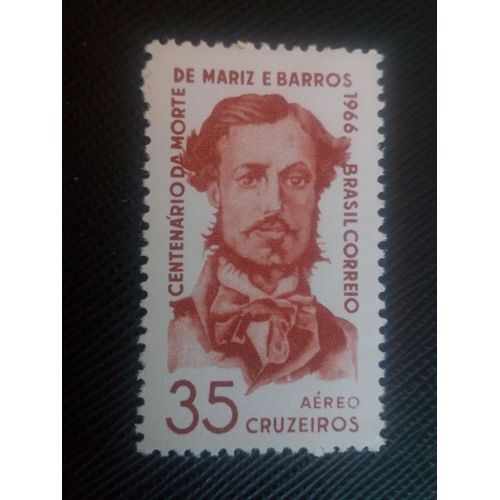 CENTENÁRIO DA MORTE
DE MARIZ E BARROS
1966 BRASIL CORREIO
35 AÉREO
CRUZEIROS